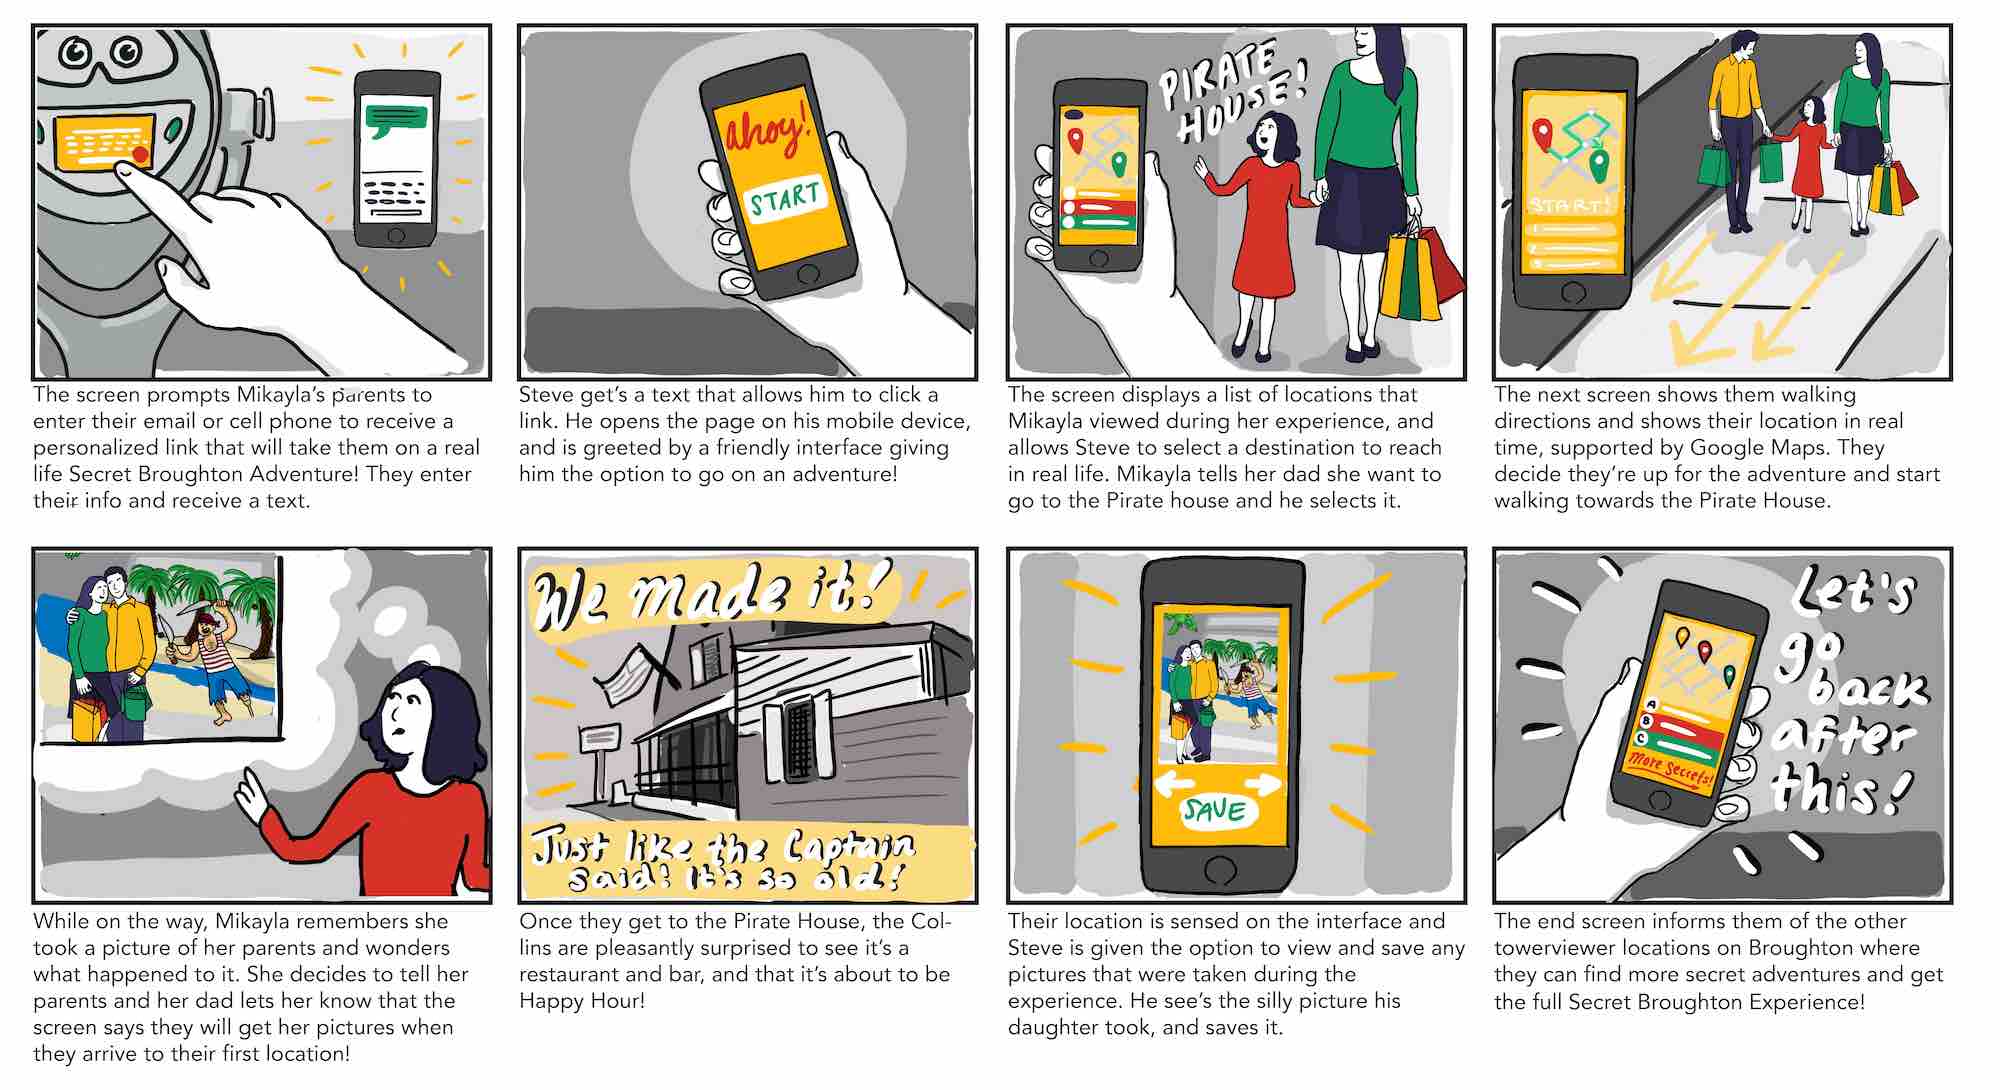 ahoy!
START
PIRATE
HOUSE!
START!
The screen prompts Mikayla's parents to
enter their email or cell phone to receive a
personalized link that will take them on a real
life Secret Broughton Adventure! They enter
their info and receive a text.
Steve get's a text that allows him to click a
link. He opens the page on his mobile device,
and is greeted by a friendly interface giving
him the option to go on an adventure!
The screen displays a list of locations that
Mikayla viewed during her experience, and
allows Steve to select a destination to reach
in real life. Mikayla tells her dad she want to
go to the Pirate house and he selects it.
The next screen shows them walking
directions and shows their location in real
time, supported by Google Maps. They
decide they're up for the adventure and start
walking towards the Pirate House.
We made it!
Just like the Captain
said! It's so old!
SAVE
Let's
go
back
after
this!
A
B
C
More Secrets!
While on the way, Mikayla remembers she
took a picture of her parents and wonders
what happened to it. She decides to tell her
parents and her dad lets her know that the
screen says they will get her pictures when
they arrive to their first location!
Once they get to the Pirate House, the Col-
lins are pleasantly surprised to see it's a
restaurant and bar, and that it's about to be
Happy Hour!
Their location is sensed on the interface and
Steve is given the option to view and save any
pictures that were taken during the
experience. He see's the silly picture his
daughter took, and saves it.
The end screen informs them of the other
towerviewer locations on Broughton where
they can find more secret adventures and get
the full Secret Broughton Experience!